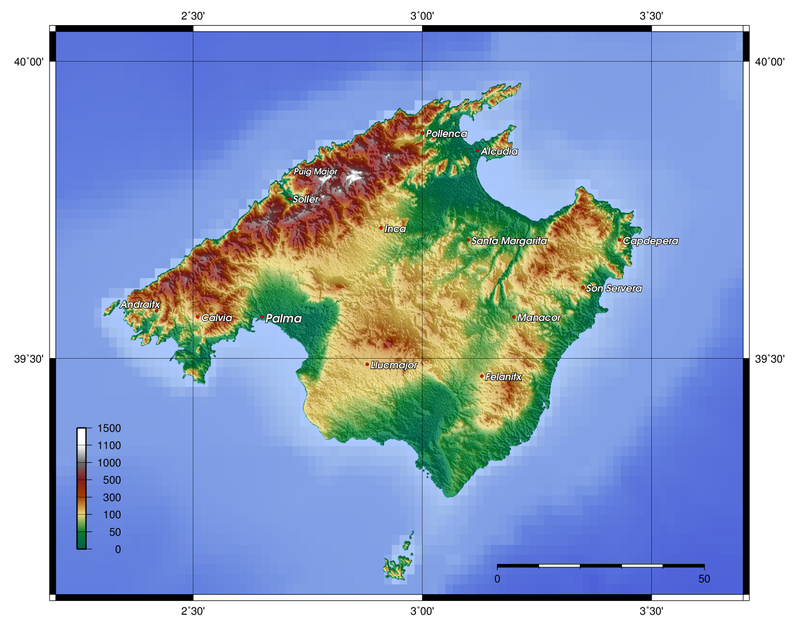 2°30' 3°00' 3°30'
40°00' 40°00'
Pollenca
Alcudia
Puig Major
Soller
Inca
Santa Margarita
Capdepera
Son Servera
Andraitx
Calvia
Palma
Manacor
39°30' 39°30'
Llucmajor
Felanitx
1500
1100
1000
500
300
100
50
0
0 50
2°30' 3°00' 3°30'